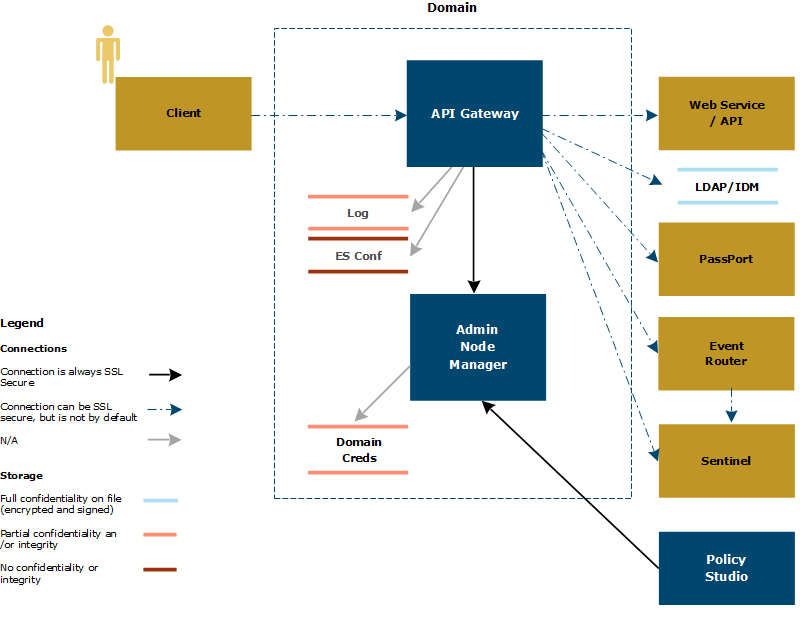 Domain
Client
API Gateway
Web Service
/ API
LDAP/IDM
Log
ES Conf
PassPort
Admin
Node
Manager
Event
Router
Domain
Creds
Sentinel
Policy
Studio
Legend
Connections
Connection is always SSL
Secure
Connection can be SSL
secure, but is not by default
N/A
Storage
Full confidentiality on file
(encrypted and signed)
Partial confidentiality an
/or integrity
No confidentiality or
integrity